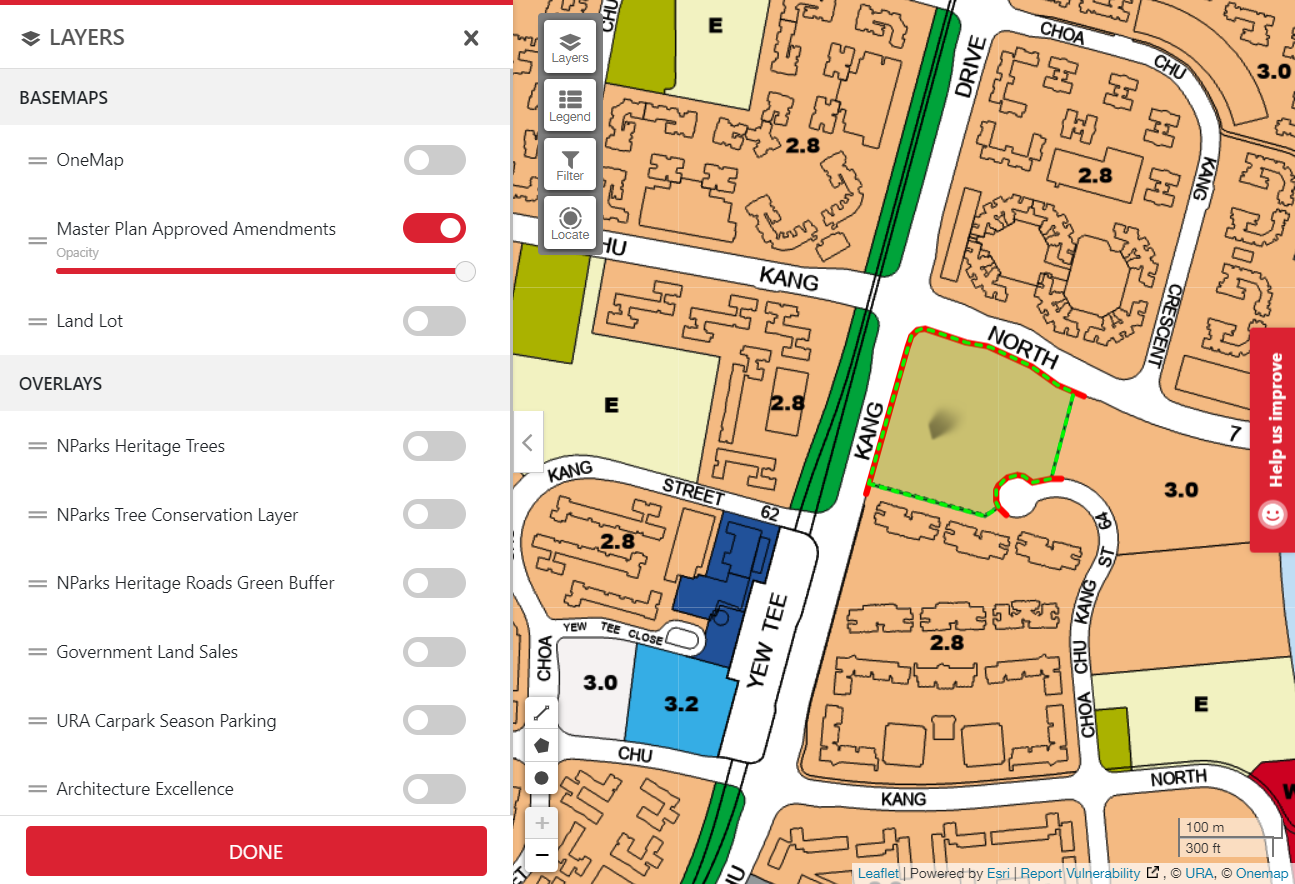 LAYERS
BASEMAPS
OneMap
Master Plan Approved Amendments
Opacity
Land Lot
OVERLAYS
NParks Heritage Trees
NParks Tree Conservation Layer
NParks Heritage Roads Green Buffer
Government Land Sales
URA Carpark Season Parking
Architecture Excellence
DONE
Layers
Legend
Filter
Locate
CHU
E
DRIVE
CHOA
CHU
3.0
2.8
2.8
KANG
HU
KANG
CRESCENT
NORTH
E
2.8
KANG
7
Help us improve
KANG
STREET
62
3.0
64
ST
KANG
CHU
CHOA
2.8
YEW TEE CLOSE
YEW TEE
2.8
CHOA
3.0
3.2
E
CHU
KANG
NORTH
W
HU
100 m
300 ft
Leaflet | Powered by Esri | Report Vulnerability , © URA, © Onemap